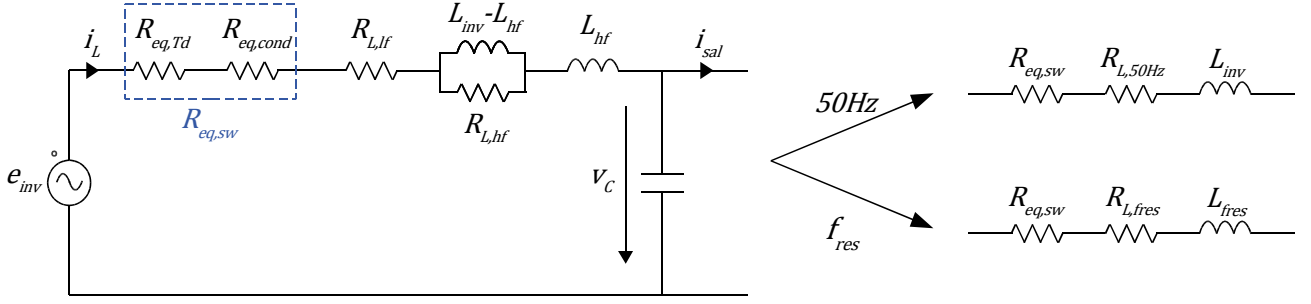 i_L
R_eq,Td
R_eq,cond
R_eq,sw
R_L,lf
L_inv-L_hf
R_L,hf
L_hf
i_sal
e_inv
v_C
50Hz
f_res
R_eq,sw
R_L,50Hz
L_inv
R_eq,sw
R_L,fres
L_fres